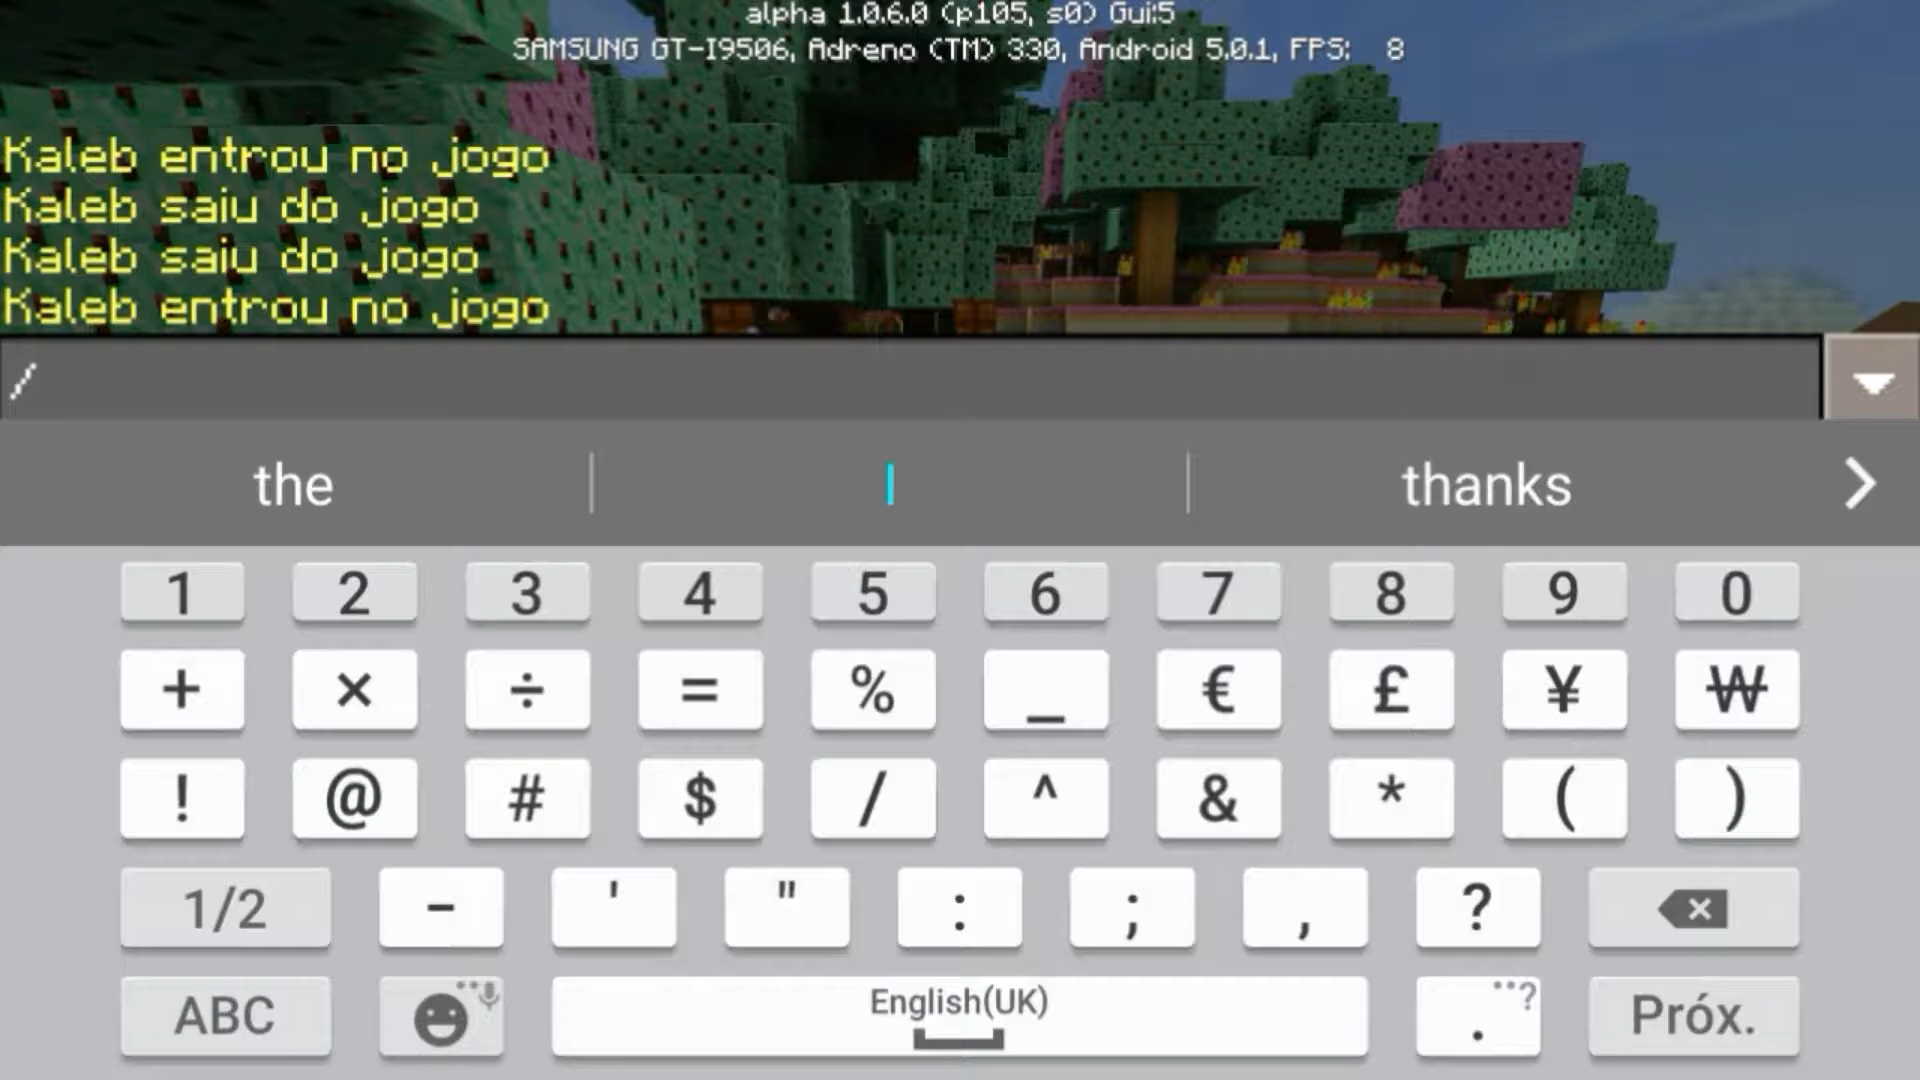 alpha 1.0.6.0 (p105, s0) Gui:5
SAMSUNG GT-I9506, Adreno (TM) 330, Android 5.0.1, FPS: 8
Kaleb entrou no jogo
Kaleb saiu do jogo
Kaleb saiu do jogo
Kaleb entrou no jogo
/
the I thanks
1 2 3 4 5 6 7 8 9 0
+ × ÷ = % _ € £ ¥ ₩
! @ # $ / ^ & * ( )
1/2 - ' " : ; , ?
ABC English(UK) . ? Próx.